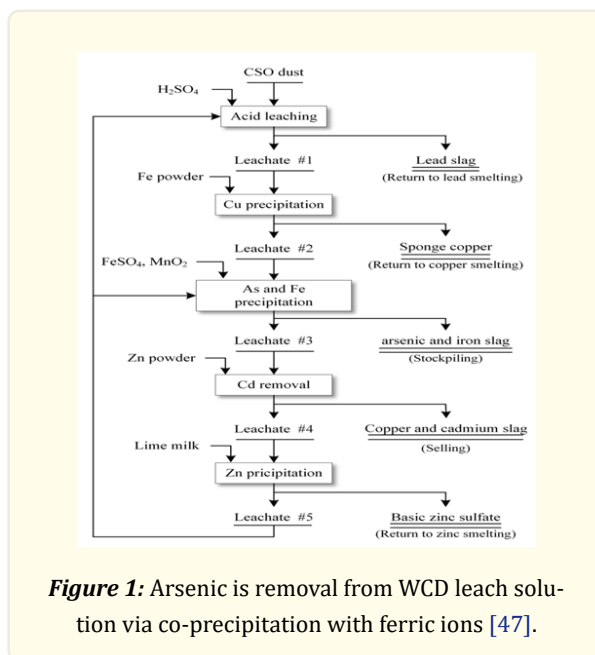 CSO dust
H₂SO₄
Acid leaching
Leachate #1
Lead slag
(Return to lead smelting)
Fe powder
Cu precipitation
Leachate #2
Sponge copper
(Return to copper smelting)
FeSO₄, MnO₂
As and Fe
precipitation
Leachate #3
arsenic and iron slag
(Stockpiling)
Zn powder
Cd removal
Leachate #4
Copper and cadmium slag
(Selling)
Lime milk
Zn pricipitation
Leachate #5
Basic zinc sulfate
(Return to zinc smelting)
Figure 1: Arsenic is removal from WCD leach solu-
tion via co-precipitation with ferric ions [47].